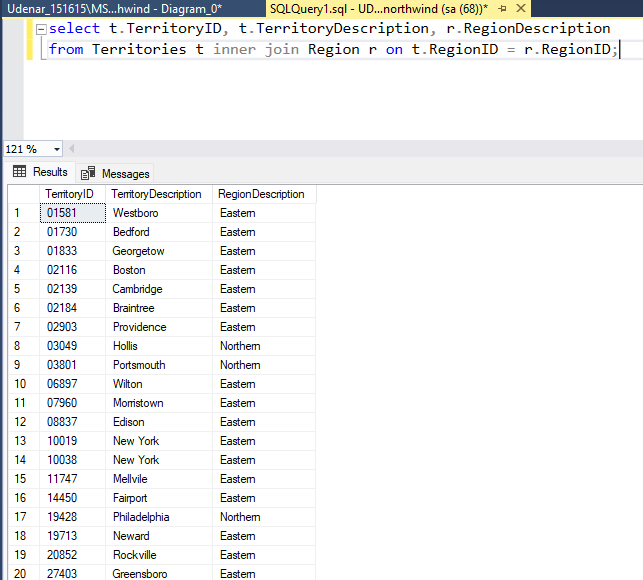 Udenar_151615\MS...hwind - Diagram_0*
SQLQuery1.sql - UD...northwind (sa (68))*
select t.TerritoryID, t.TerritoryDescription, r.RegionDescription
from Territories t inner join Region r on t.RegionID = r.RegionID;
121 %
Results Messages
TerritoryID TerritoryDescription RegionDescription
1 01581 Westboro Eastern
2 01730 Bedford Eastern
3 01833 Georgetow Eastern
4 02116 Boston Eastern
5 02139 Cambridge Eastern
6 02184 Braintree Eastern
7 02903 Providence Eastern
8 03049 Hollis Northern
9 03801 Portsmouth Northern
10 06897 Wilton Eastern
11 07960 Morristown Eastern
12 08837 Edison Eastern
13 10019 New York Eastern
14 10038 New York Eastern
15 11747 Mellvile Eastern
16 14450 Fairport Eastern
17 19428 Philadelphia Northern
18 19713 Neward Eastern
19 20852 Rockville Eastern
20 27403 Greensboro Eastern